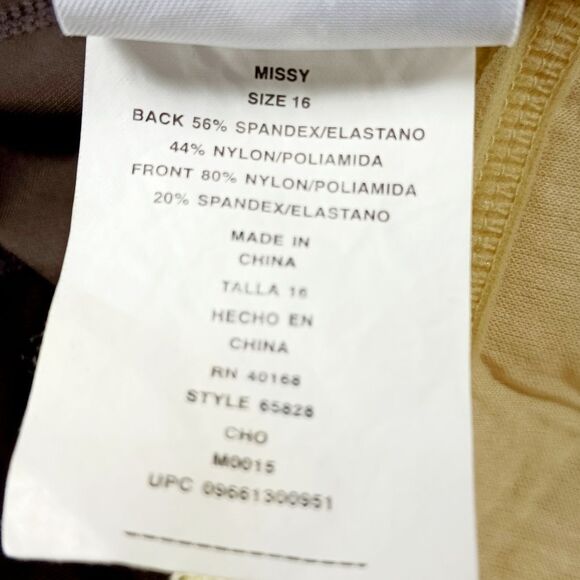 MISSY
SIZE 16
BACK 56% SPANDEX/ELASTANO
44% NYLON/POLIAMIDA
FRONT 80% NYLON/POLIAMIDA
20% SPANDEX/ELASTANO
MADE IN
CHINA
TALLA 16
HECHO EN
CHINA
RN 40168
STYLE 65828
CHO
M0015
UPC 09661300951